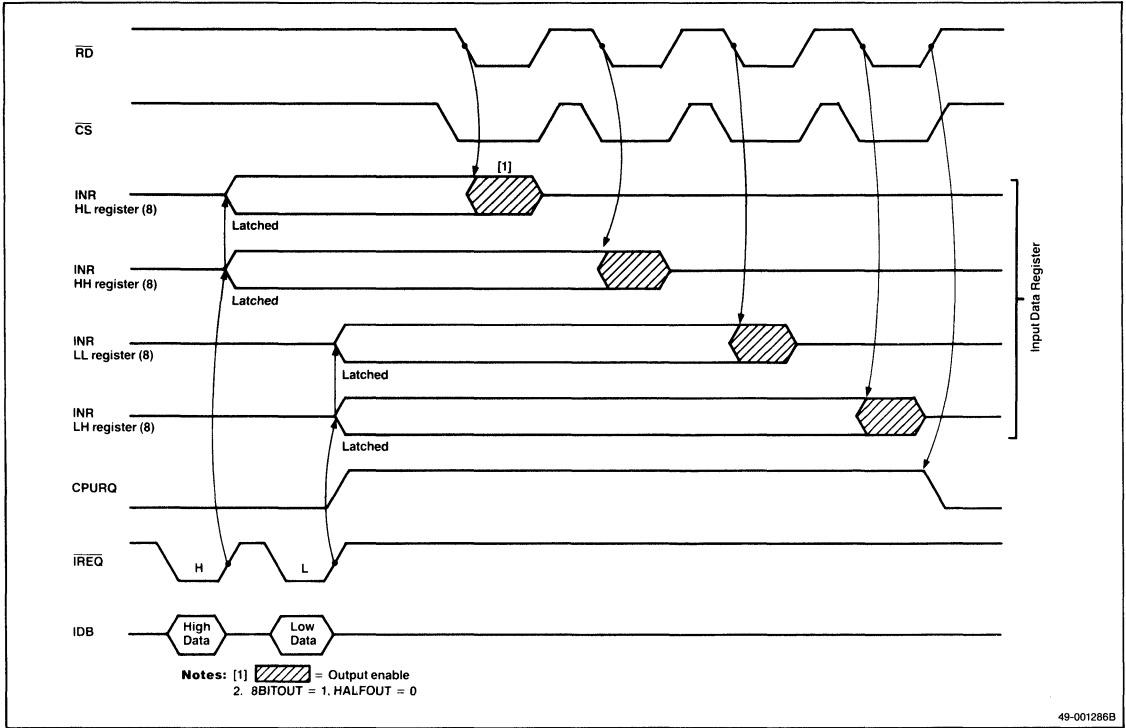 RD
CS
[1]
INR
HL register (8)
Latched
INR
HH register (8)
Latched
INR
LL register (8)
Latched
INR
LH register (8)
Latched
Input Data Register
CPURQ
IREQ
H
L
IDB
High
Data
Low
Data
Notes: [1] = Output enable
2. 8BITOUT = 1, HALFOUT = 0
49-001286B